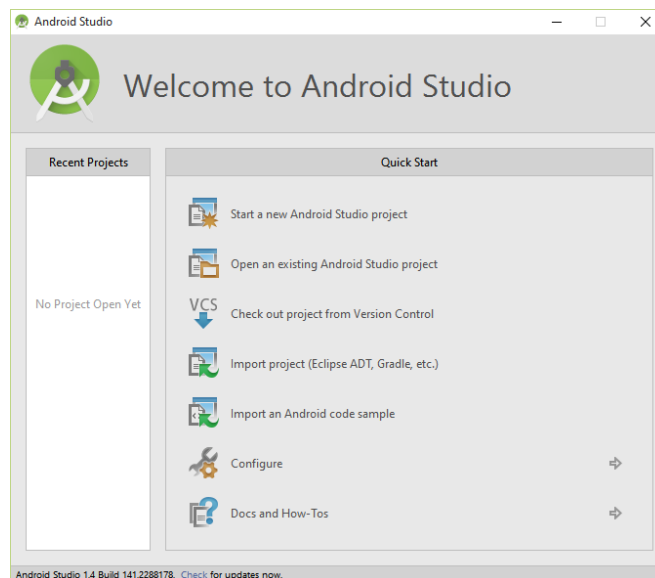 Android Studio
Welcome to Android Studio
Recent Projects
No Project Open Yet
Quick Start
Start a new Android Studio project
Open an existing Android Studio project
VCS
Check out project from Version Control
Import project (Eclipse ADT, Gradle, etc.)
Import an Android code sample
Configure
Docs and How-Tos
Android Studio 1.4 Build 141.2288178. Check for updates now.